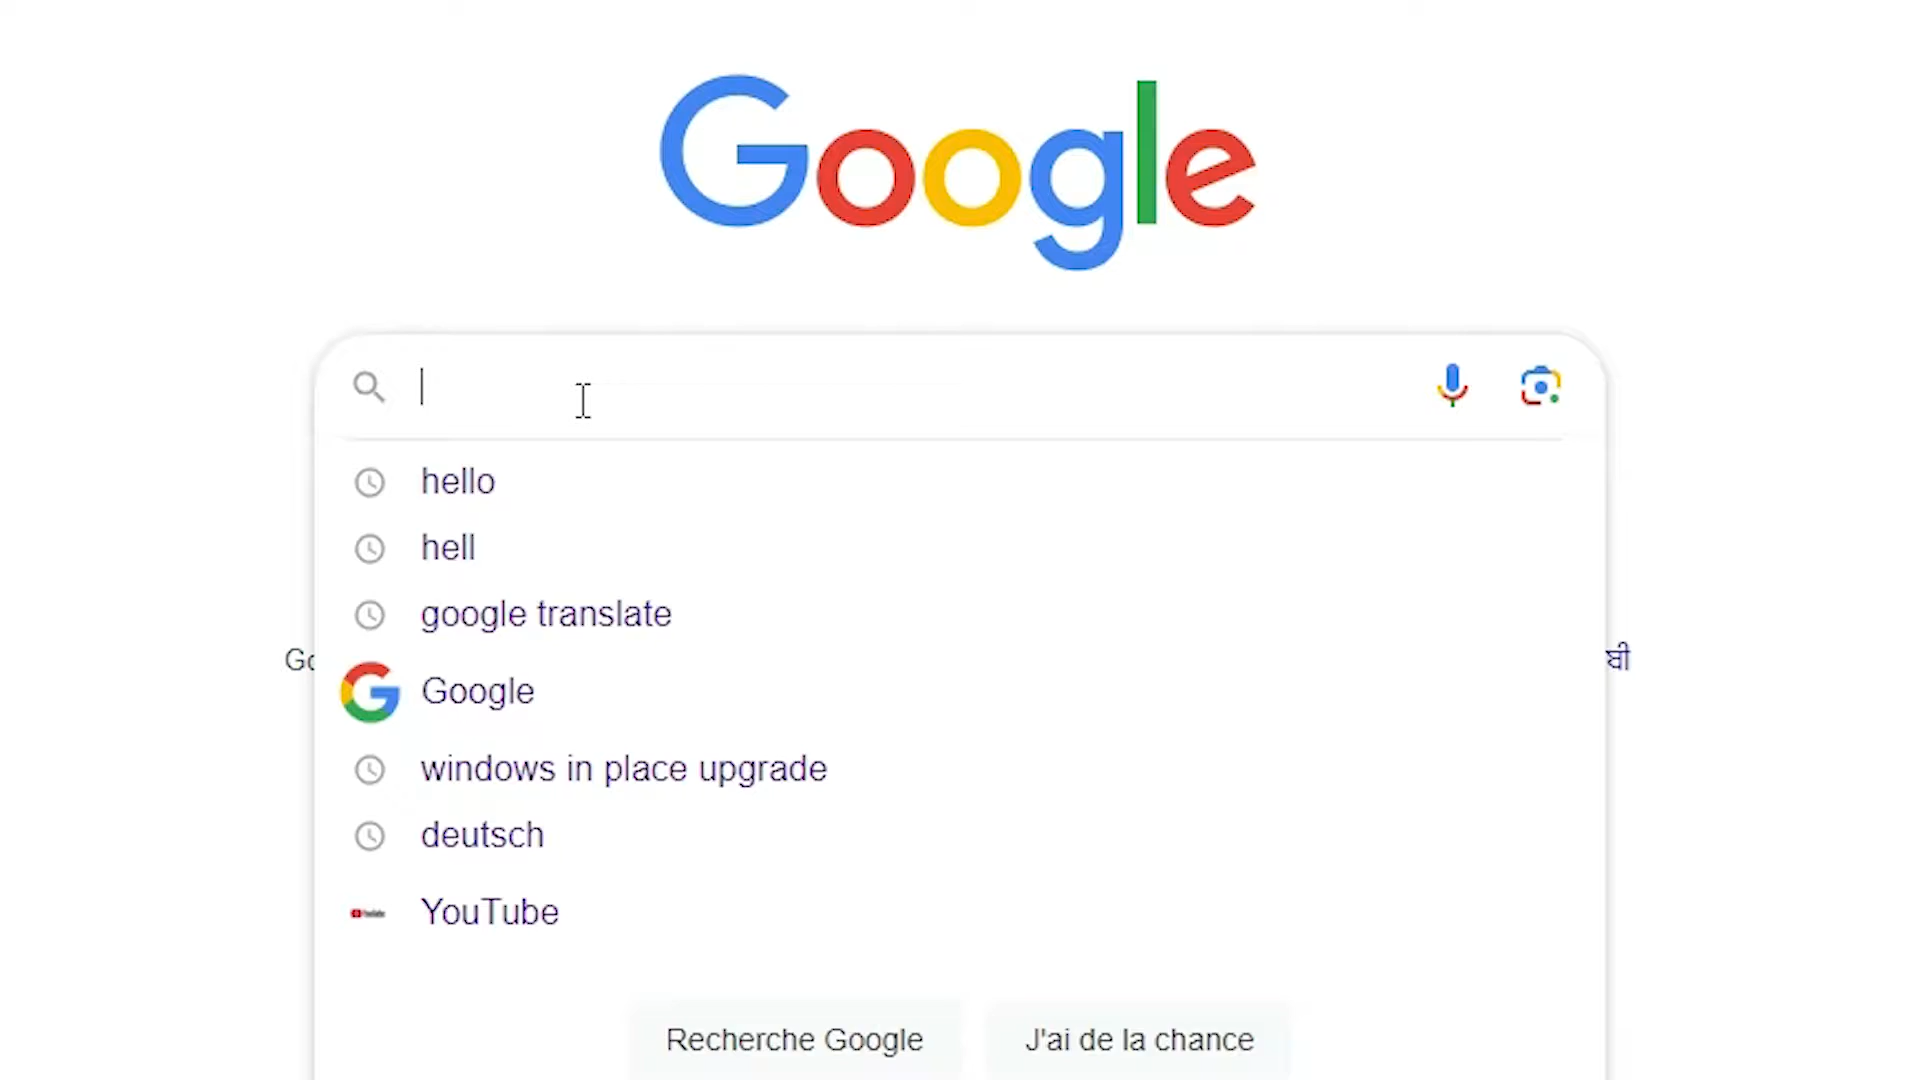 Google
hello
hell
google translate
Google
windows in place upgrade
deutsch
YouTube
Recherche Google
J'ai de la chance